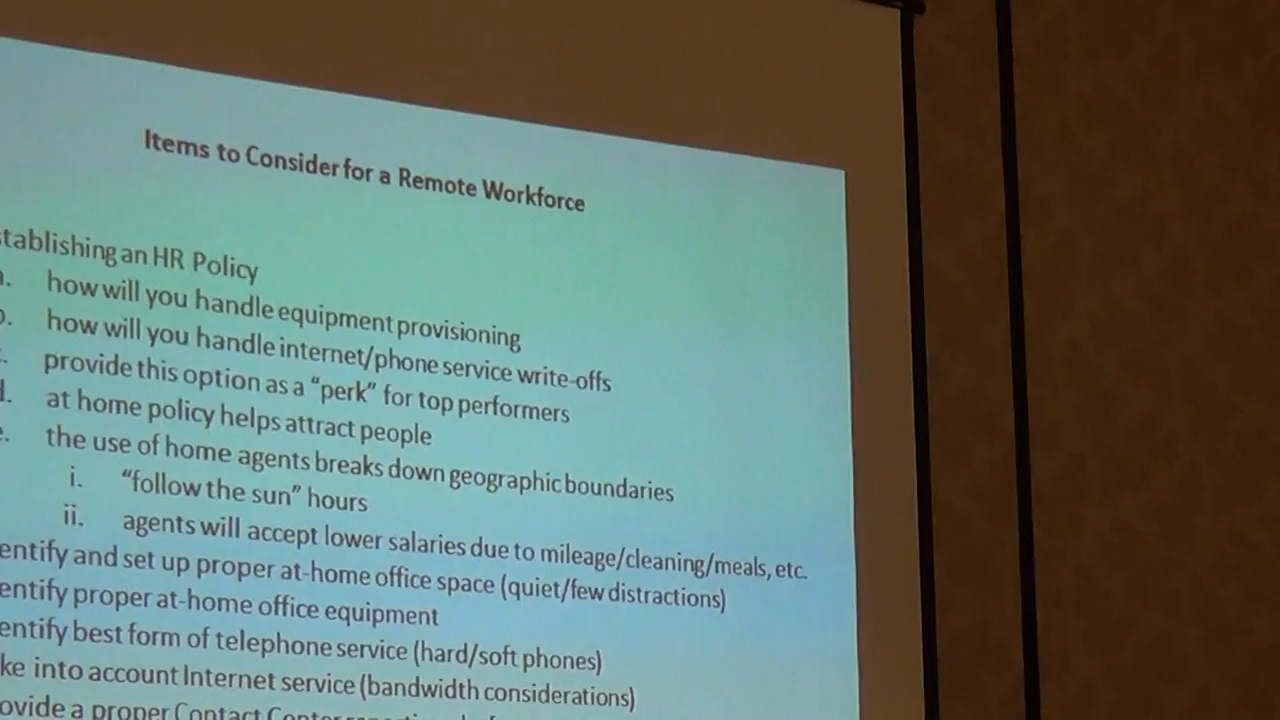 Items to Consider for a Remote Workforce
tablishing an HR Policy
how will you handle equipment provisioning
how will you handle internet/phone service write-offs
provide this option as a "perk" for top performers
d. at home policy helps attract people
the use of home agents breaks down geographic boundaries
i. "follow the sun" hours
ii. agents will accept lower salaries due to mileage/cleaning/meals, etc.
entify and set up proper at-home office space (quiet/few distractions)
entify proper at-home office equipment
entify best form of telephone service (hard/soft phones)
ke into account Internet service (bandwidth considerations)
ovide a proper Contact Center